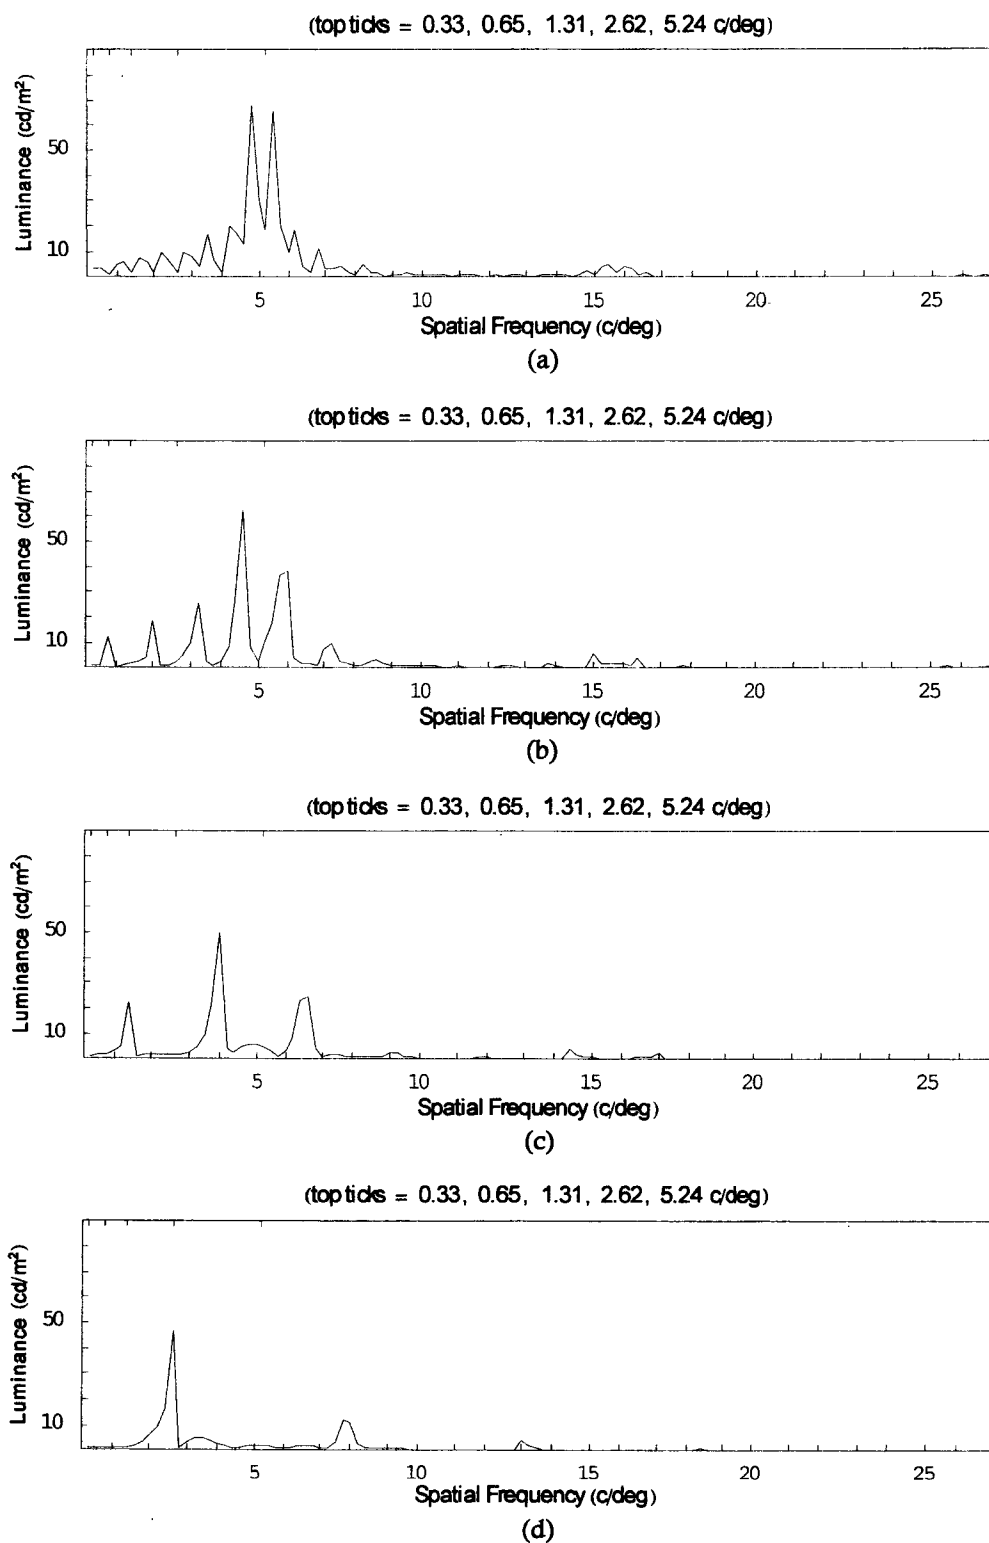 (top ticks = 0.33, 0.65, 1.31, 2.62, 5.24 c/deg)
Luminance (cd/m²)
50
10
5 10 15 20 25
Spatial Frequency (c/deg)
(a)
(top ticks = 0.33, 0.65, 1.31, 2.62, 5.24 c/deg)
Luminance (cd/m²)
50
10
5 10 15 20 25
Spatial Frequency (c/deg)
(b)
(top ticks = 0.33, 0.65, 1.31, 2.62, 5.24 c/deg)
Luminance (cd/m²)
50
10
5 10 15 20 25
Spatial Frequency (c/deg)
(c)
(top ticks = 0.33, 0.65, 1.31, 2.62, 5.24 c/deg)
Luminance (cd/m²)
50
10
5 10 15 20 25
Spatial Frequency (c/deg)
(d)